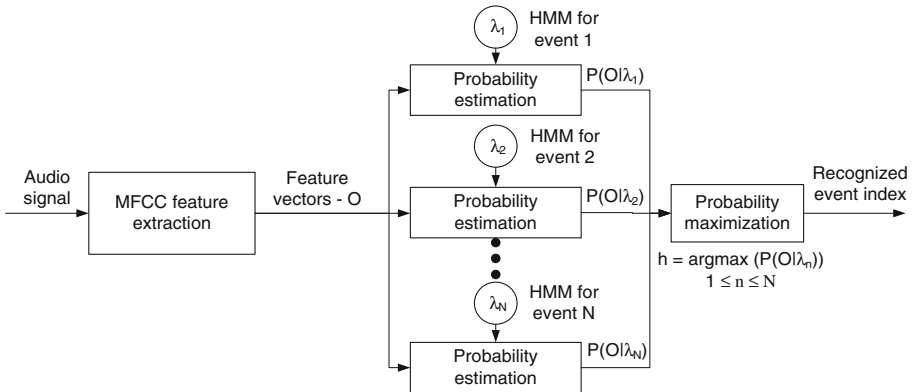 λ1
HMM for
event 1
Probability
estimation
P(O|λ1)
λ2
HMM for
event 2
Audio
signal
MFCC feature
extraction
Feature
vectors - O
Probability
estimation
P(O|λ2)
Probability
maximization
Recognized
event index
h = argmax (P(O|λn))
1 ≤ n ≤ N
λN
HMM for
event N
Probability
estimation
P(O|λN)